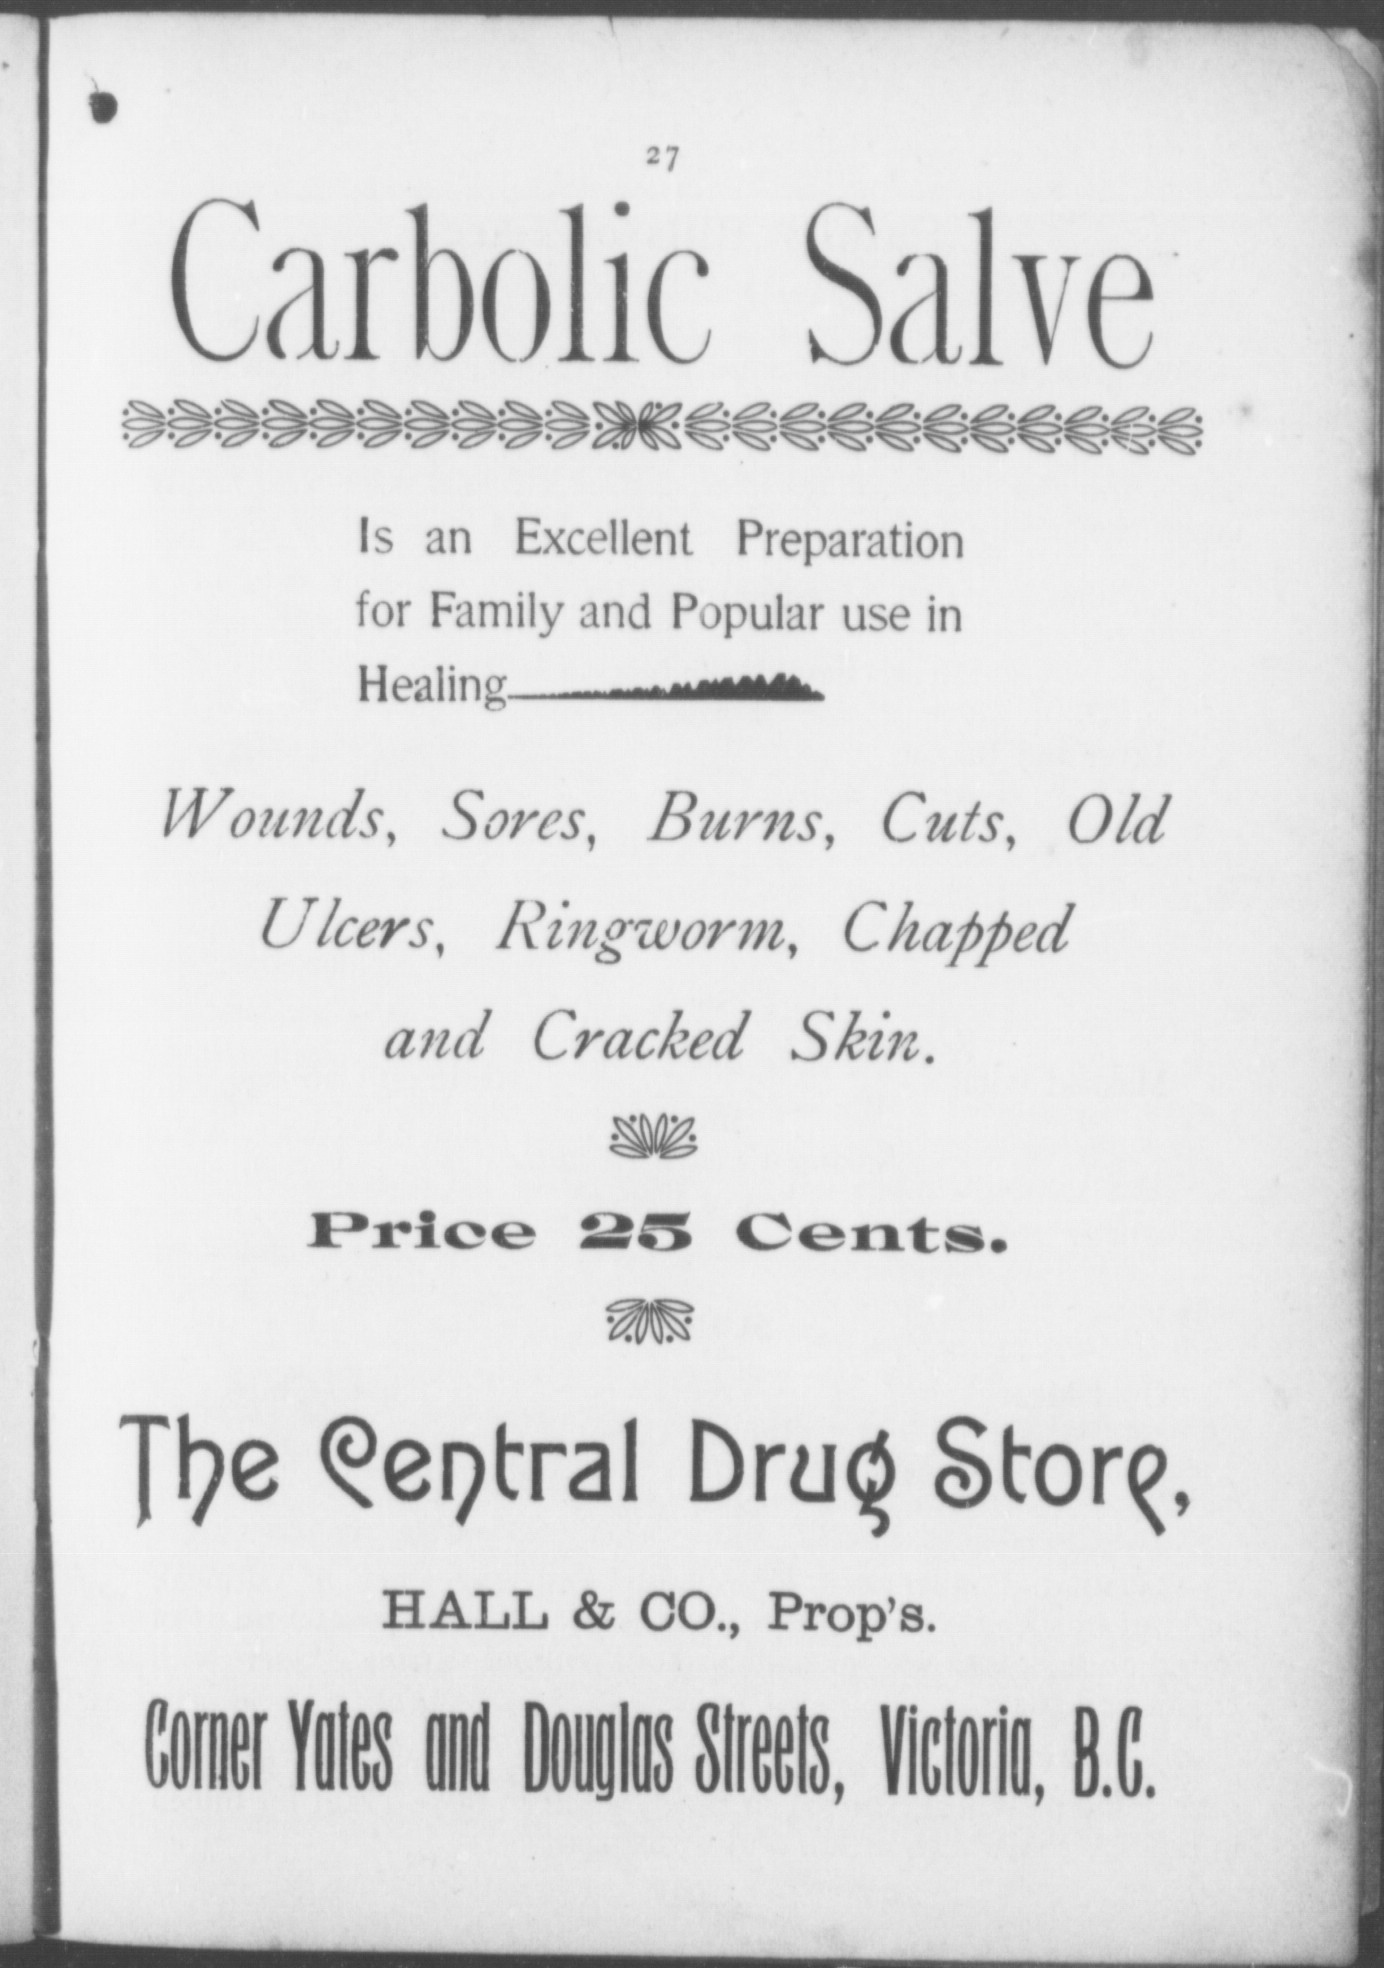 27
Carbolic Salve
Is an Excellent Preparation
for Family and Popular use in
Healing
Wounds, Sores, Burns, Cuts, Old
Ulcers, Ringworm, Chapped
and Cracked Skin.
Price 25 Cents.
The Central Drug Store,
HALL & CO., Prop's.
Corner Yates and Douglas Streets, Victoria, B.C.